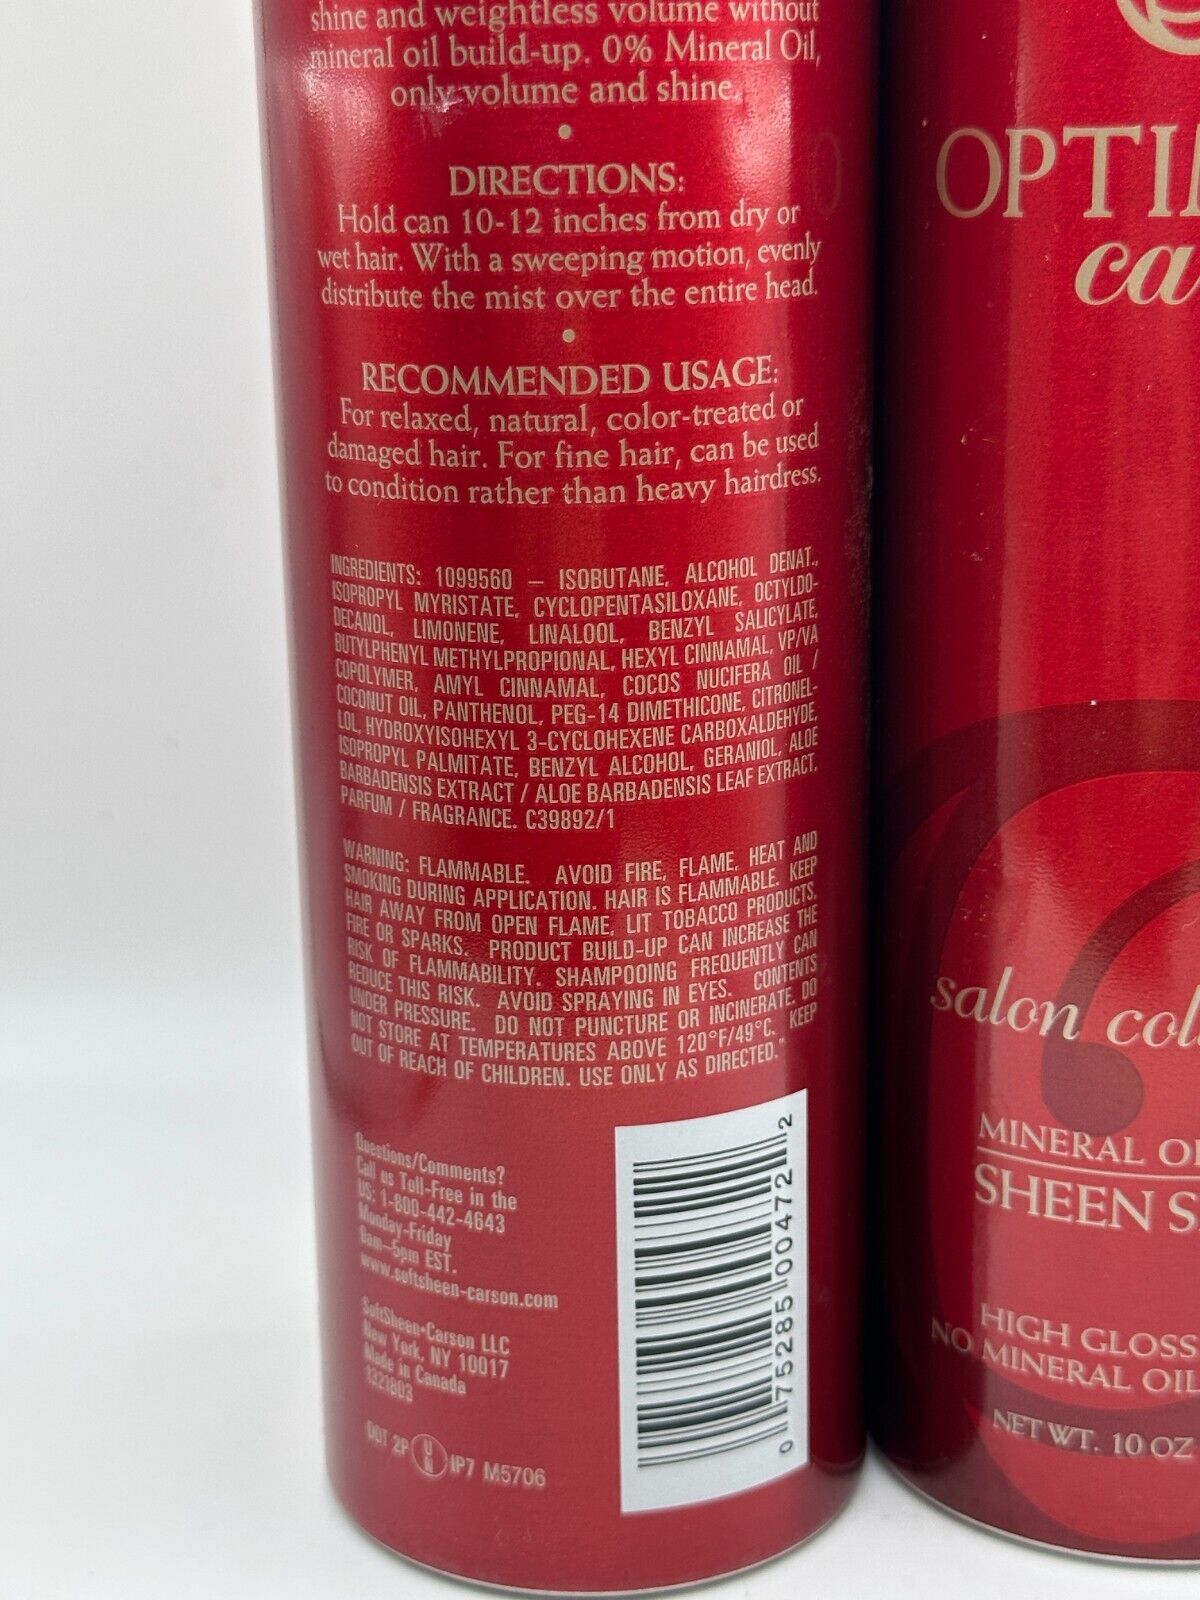 shine and weightless volume without
mineral oil build-up. 0% Mineral Oil,
only volume and shine.
•
DIRECTIONS:
Hold can 10-12 inches from dry or
wet hair. With a sweeping motion, evenly
distribute the mist over the entire head.
•
RECOMMENDED USAGE:
For relaxed, natural, color-treated or
damaged hair. For fine hair, can be used
to condition rather than heavy hairdress.
INGREDIENTS: 1099560 – ISOBUTANE, ALCOHOL DENAT.,
ISOPROPYL MYRISTATE, CYCLOPENTASILOXANE, OCTYLDO-
DECANOL, LIMONENE, LINALOOL, BENZYL SALICYLATE,
BUTYLPHENYL METHYLPROPIONAL, HEXYL CINNAMAL, VP/VA
COPOLYMER, AMYL CINNAMAL, COCOS NUCIFERA OIL /
COCONUT OIL, PANTHENOL, PEG-14 DIMETHICONE, CITRONEL-
LOL, HYDROXYISOHEXYL 3-CYCLOHEXENE CARBOXALDEHYDE,
ISOPROPYL PALMITATE, BENZYL ALCOHOL, GERANIOL, ALOE
BARBADENSIS EXTRACT / ALOE BARBADENSIS LEAF EXTRACT,
PARFUM / FRAGRANCE. C39892/1
WARNING: FLAMMABLE. AVOID FIRE, FLAME, HEAT AND
SMOKING DURING APPLICATION. HAIR IS FLAMMABLE. KEEP
HAIR AWAY FROM OPEN FLAME, LIT TOBACCO PRODUCTS,
FIRE OR SPARKS. PRODUCT BUILD-UP CAN INCREASE THE
RISK OF FLAMMABILITY. SHAMPOOING FREQUENTLY CAN
REDUCE THIS RISK. AVOID SPRAYING IN EYES. CONTENTS
UNDER PRESSURE. DO NOT PUNCTURE OR INCINERATE. DO
NOT STORE AT TEMPERATURES ABOVE 120°F/49°C. KEEP
OUT OF REACH OF CHILDREN. USE ONLY AS DIRECTED."
Questions/Comments?
Call us Toll-Free in the
US: 1-800-442-4643
Monday-Friday
9am–5pm EST.
www.softsheen-carson.com
SoftSheen•Carson LLC
New York, NY 10017
Made in Canada
1321803
DOT 2P UN IP7 M5706
0 75285 00472 2
OPTI
ca
salon col
MINERAL O
SHEEN S
HIGH GLOSS
NO MINERAL OIL
NET WT. 10 OZ